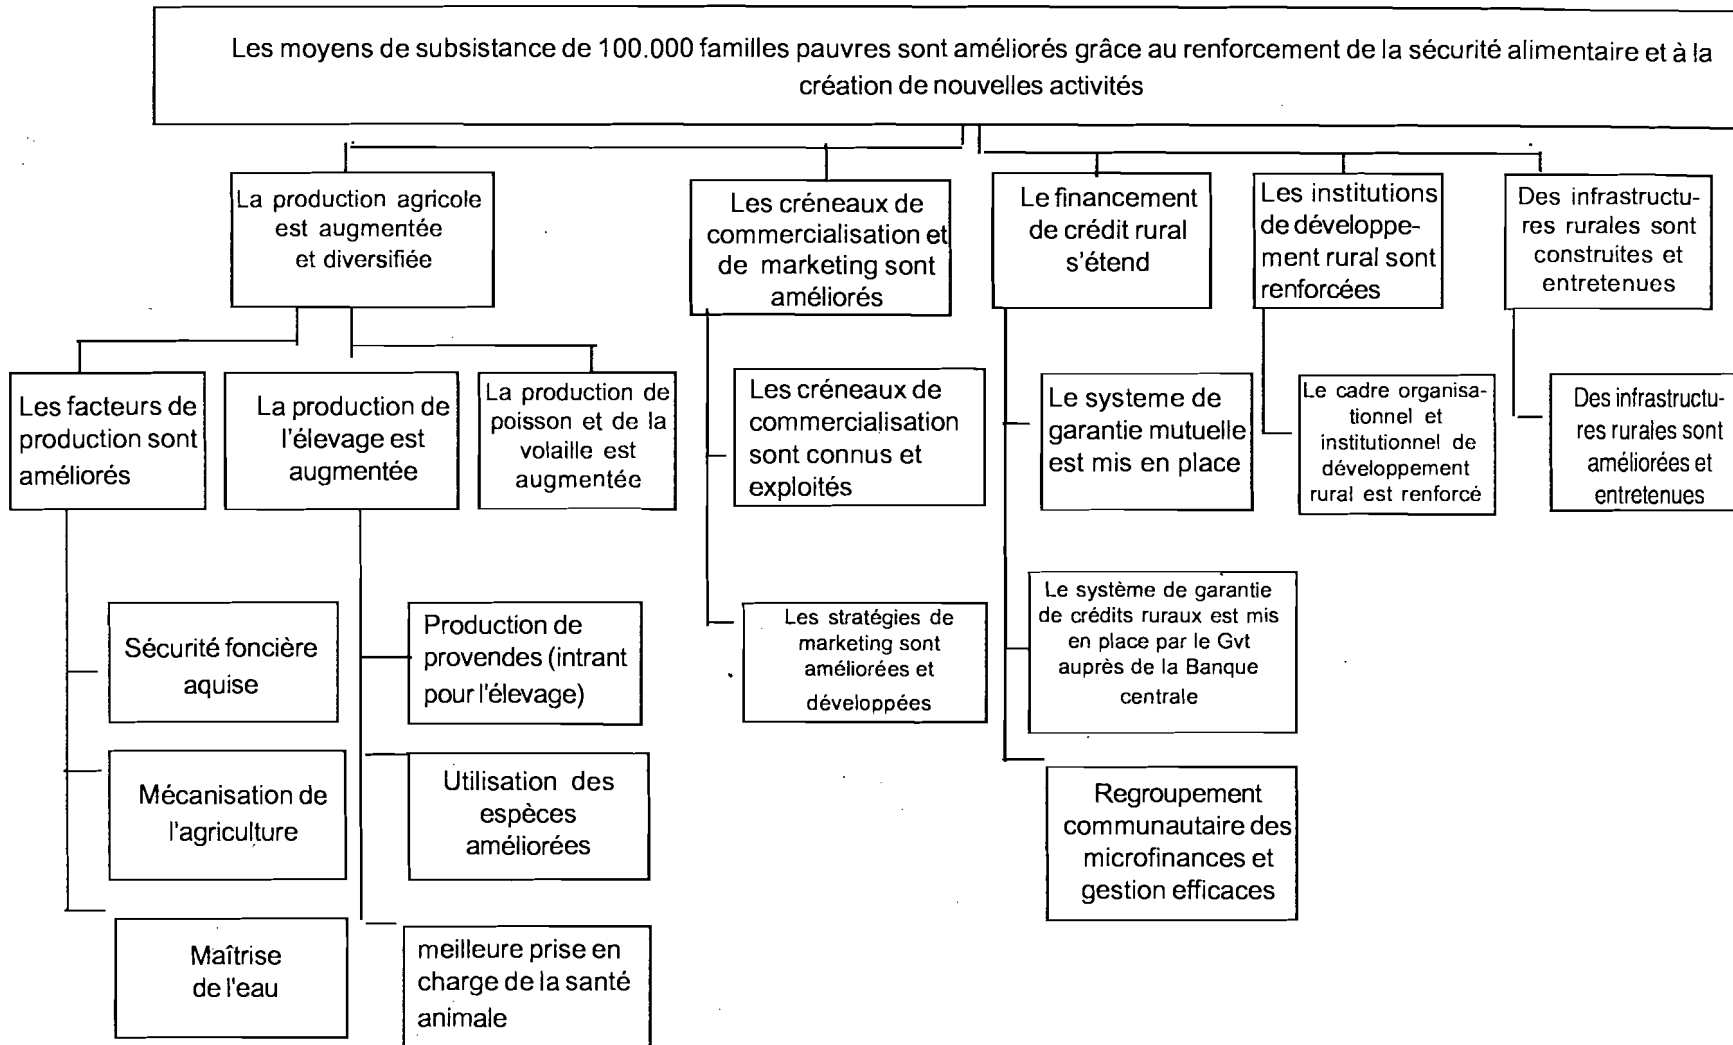 Les moyens de subsistance de 100.000 familles pauvres sont améliorés grâce au renforcement de la sécurité alimentaire et à la
création de nouvelles activités
La production agricole
est augmentée
et diversifiée
Les créneaux de
commercialisation et
de marketing sont
améliorés
Le financement
de crédit rural
s'étend
Les institutions
de développe-
ment rural sont
renforcées
Des infrastructu-
res rurales sont
construites et
entretenues
Les facteurs de
production sont
améliorés
La production de
l'élevage est
augmentée
La production de
poisson et de la
volaille est
augmentée
Les créneaux de
commercialisation
sont connus et
exploités
Le systeme de
garantie mutuelle
est mis en place
Le cadre organisa-
tionnel et
institutionnel de
développement
rural est renforcé
Des infrastructu-
res rurales sont
améliorées et
entretenues
Sécurité foncière
aquise
Production de
provendes (intrant
pour l'élevage)
Les stratégies de
marketing sont
améliorées et
développées
Le système de garantie
de crédits ruraux est mis
en place par le Gvt
auprès de la Banque
centrale
Mécanisation de
l'agriculture
Utilisation des
espèces
améliorées
Regroupement
communautaire des
microfinances et
gestion efficaces
Maîtrise
de l'eau
meilleure prise en
charge de la santé
animale